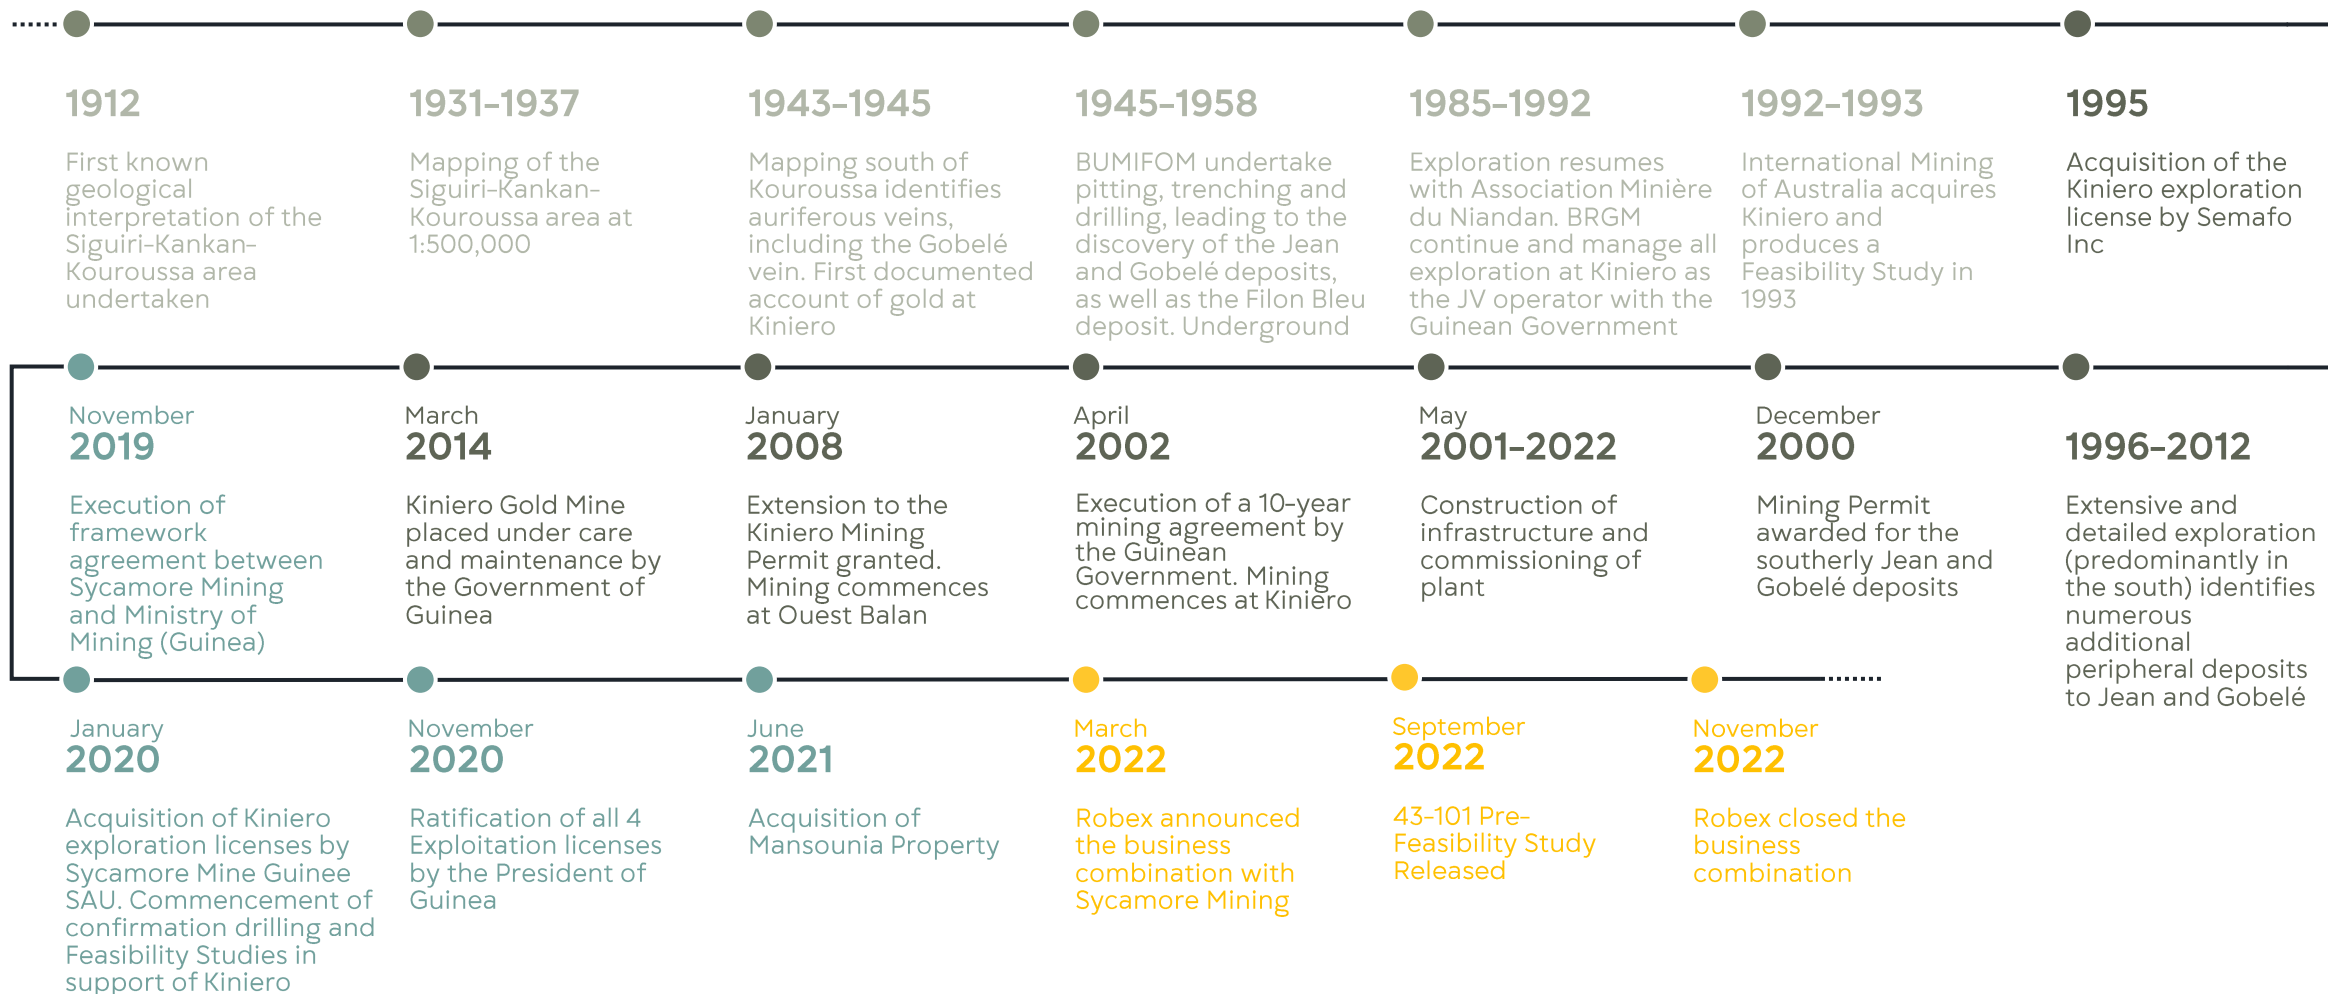 1912
First known
geological
interpretation of the
Siguiri-Kankan-
Kouroussa area
undertaken
1931-1937
Mapping of the
Siguiri-Kankan-
Kouroussa area at
1:500,000
1943-1945
Mapping south of
Kouroussa identifies
auriferous veins,
including the Gobelé
vein. First documented
account of gold at
Kiniero
1945-1958
BUMIFOM undertake
pitting, trenching and
drilling, leading to the
discovery of the Jean
and Gobelé deposits,
as well as the Filon Bleu
deposit. Underground
1985-1992
Exploration resumes
with Association Minière
du Niandan. BRGM
continue and manage all
exploration at Kiniero as
the JV operator with the
Guinean Government
1992-1993
International Mining
of Australia acquires
Kiniero and
produces a
Feasibility Study in
1993
1995
Acquisition of the
Kiniero exploration
license by Semafo
Inc
November
2019
Execution of
framework
agreement between
Sycamore Mining
and Ministry of
Mining (Guinea)
March
2014
Kiniero Gold Mine
placed under care
and maintenance by
the Government of
Guinea
January
2008
Extension to the
Kiniero Mining
Permit granted.
Mining commences
at Ouest Balan
April
2002
Execution of a 10-year
mining agreement by
the Guinean
Government. Mining
commences at Kiniero
May
2001-2022
Construction of
infrastructure and
commissioning of
plant
December
2000
Mining Permit
awarded for the
southerly Jean and
Gobelé deposits
1996-2012
Extensive and
detailed exploration
(predominantly in
the south) identifies
numerous
additional
peripheral deposits
to Jean and Gobelé
January
2020
Acquisition of Kiniero
exploration licenses by
Sycamore Mine Guinee
SAU. Commencement of
confirmation drilling and
Feasibility Studies in
support of Kiniero
November
2020
Ratification of all 4
Exploitation licenses
by the President of
Guinea
June
2021
Acquisition of
Mansounia Property
March
2022
Robex announced
the business
combination with
Sycamore Mining
September
2022
43-101 Pre-
Feasibility Study
Released
November
2022
Robex closed the
business
combination